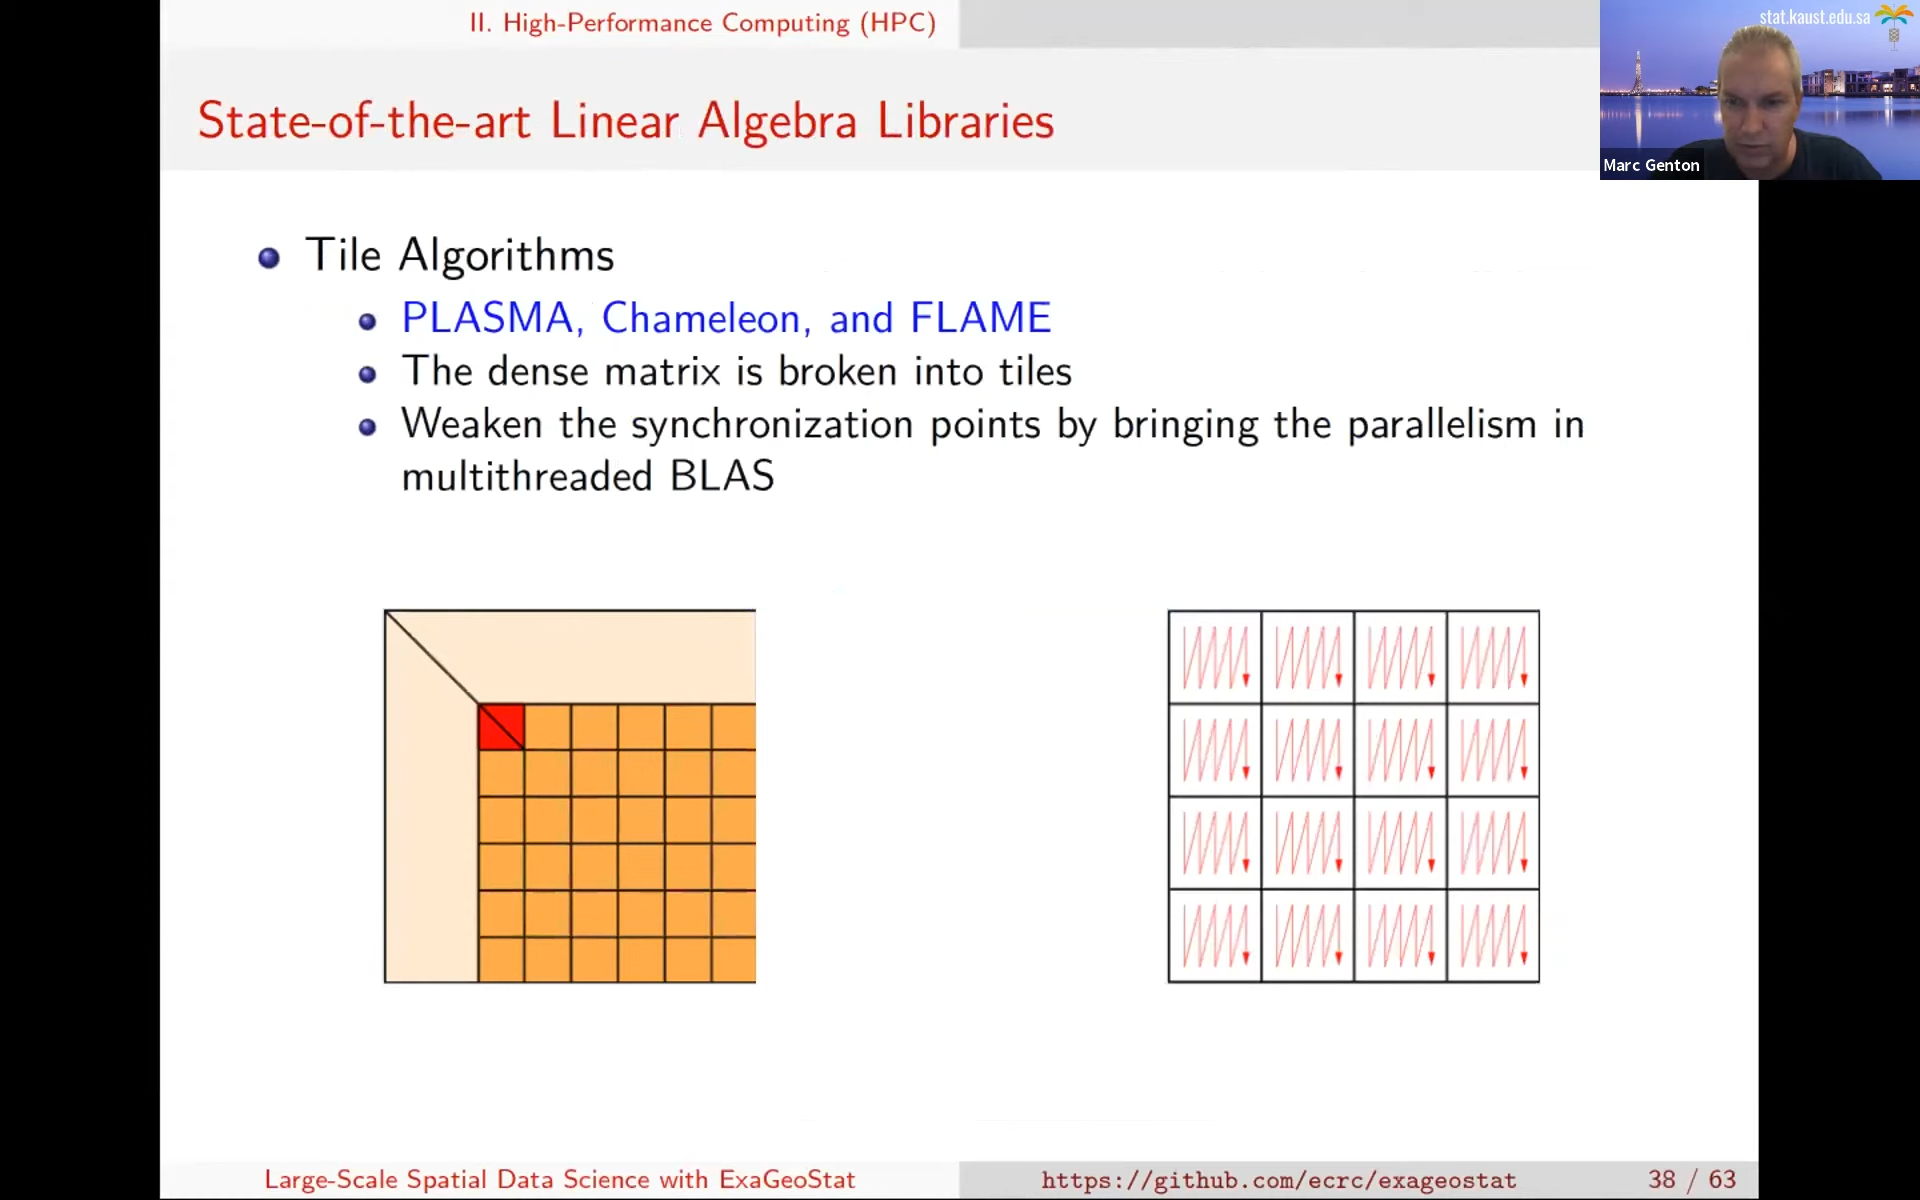 II. High-Performance Computing (HPC)
stat.kaust.edu.sa
State-of-the-art Linear Algebra Libraries
Marc Genton
Tile Algorithms
PLASMA, Chameleon, and FLAME
The dense matrix is broken into tiles
Weaken the synchronization points by bringing the parallelism in
multithreaded BLAS
Large-Scale Spatial Data Science with ExaGeoStat
https://github.com/ecrc/exageostat
38 / 63